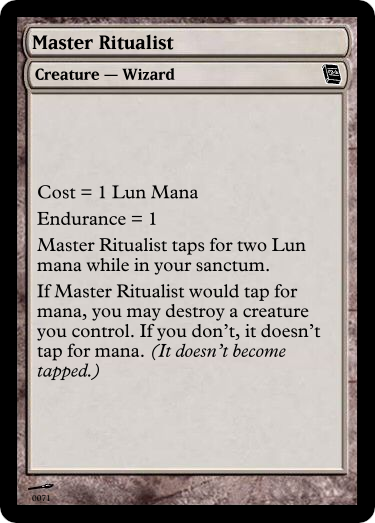 Master Ritualist
Creature — Wizard
Cost = 1 Lun Mana
Endurance = 1
Master Ritualist taps for two Lun
mana while in your sanctum.
If Master Ritualist would tap for
mana, you may destroy a creature
you control. If you don't, it doesn't
tap for mana. (It doesn't become
tapped.)
0071